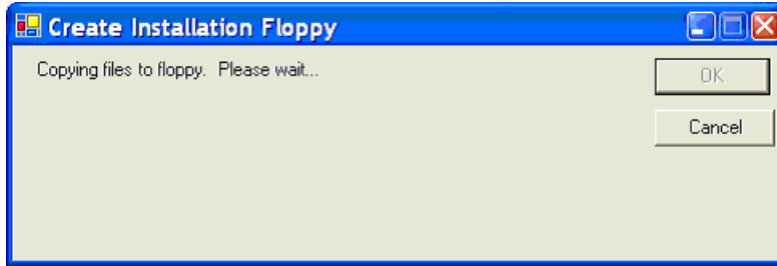 Create Installation Floppy
Copying files to floppy.  Please wait...
OK
Cancel